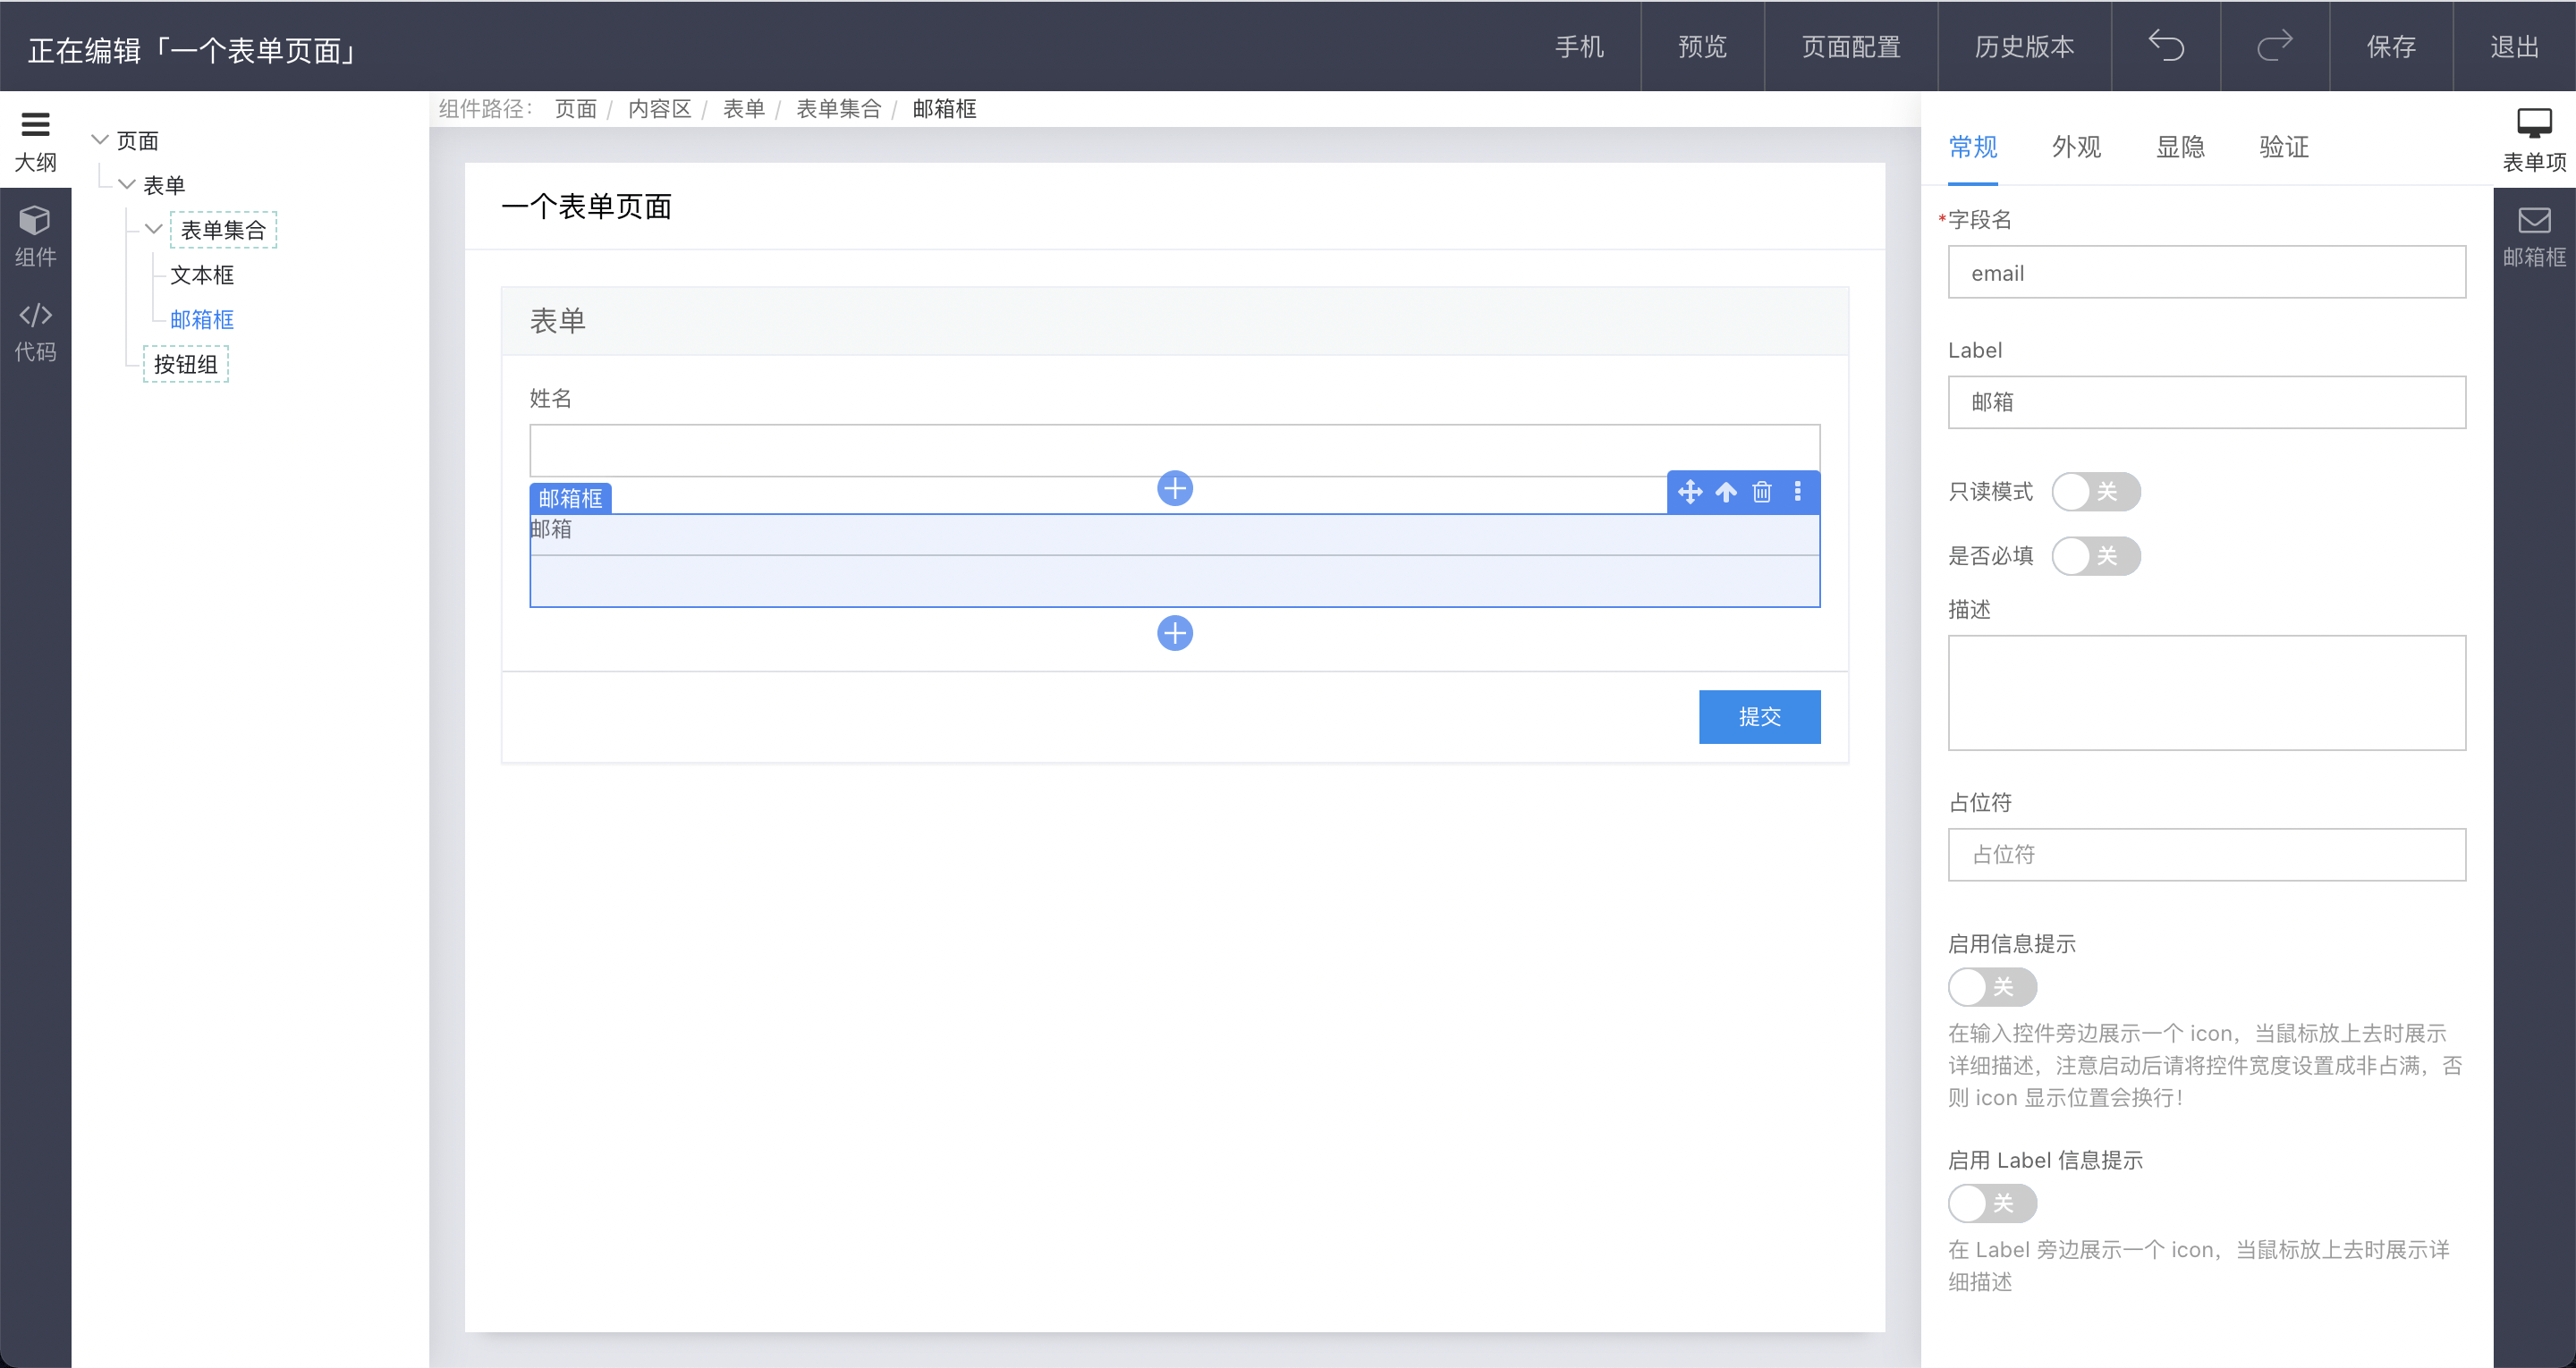 正在编辑「一个表单页面」
手机
预览
页面配置
历史版本
保存
退出
大纲
组件
代码
页面
表单
表单集合
文本框
邮箱框
按钮组
组件路径： 页面 / 内容区 / 表单 / 表单集合 / 邮箱框
一个表单页面
表单
姓名
邮箱框
邮箱
提交
常规
外观
显隐
验证
*字段名
email
Label
邮箱
只读模式 关
是否必填 关
描述
占位符
占位符
启用信息提示
关
在输入控件旁边展示一个 icon，当鼠标放上去时展示
详细描述，注意启动后请将控件宽度设置成非占满，否
则 icon 显示位置会换行！
启用 Label 信息提示
关
在 Label 旁边展示一个 icon，当鼠标放上去时展示详
细描述
表单项
邮箱框